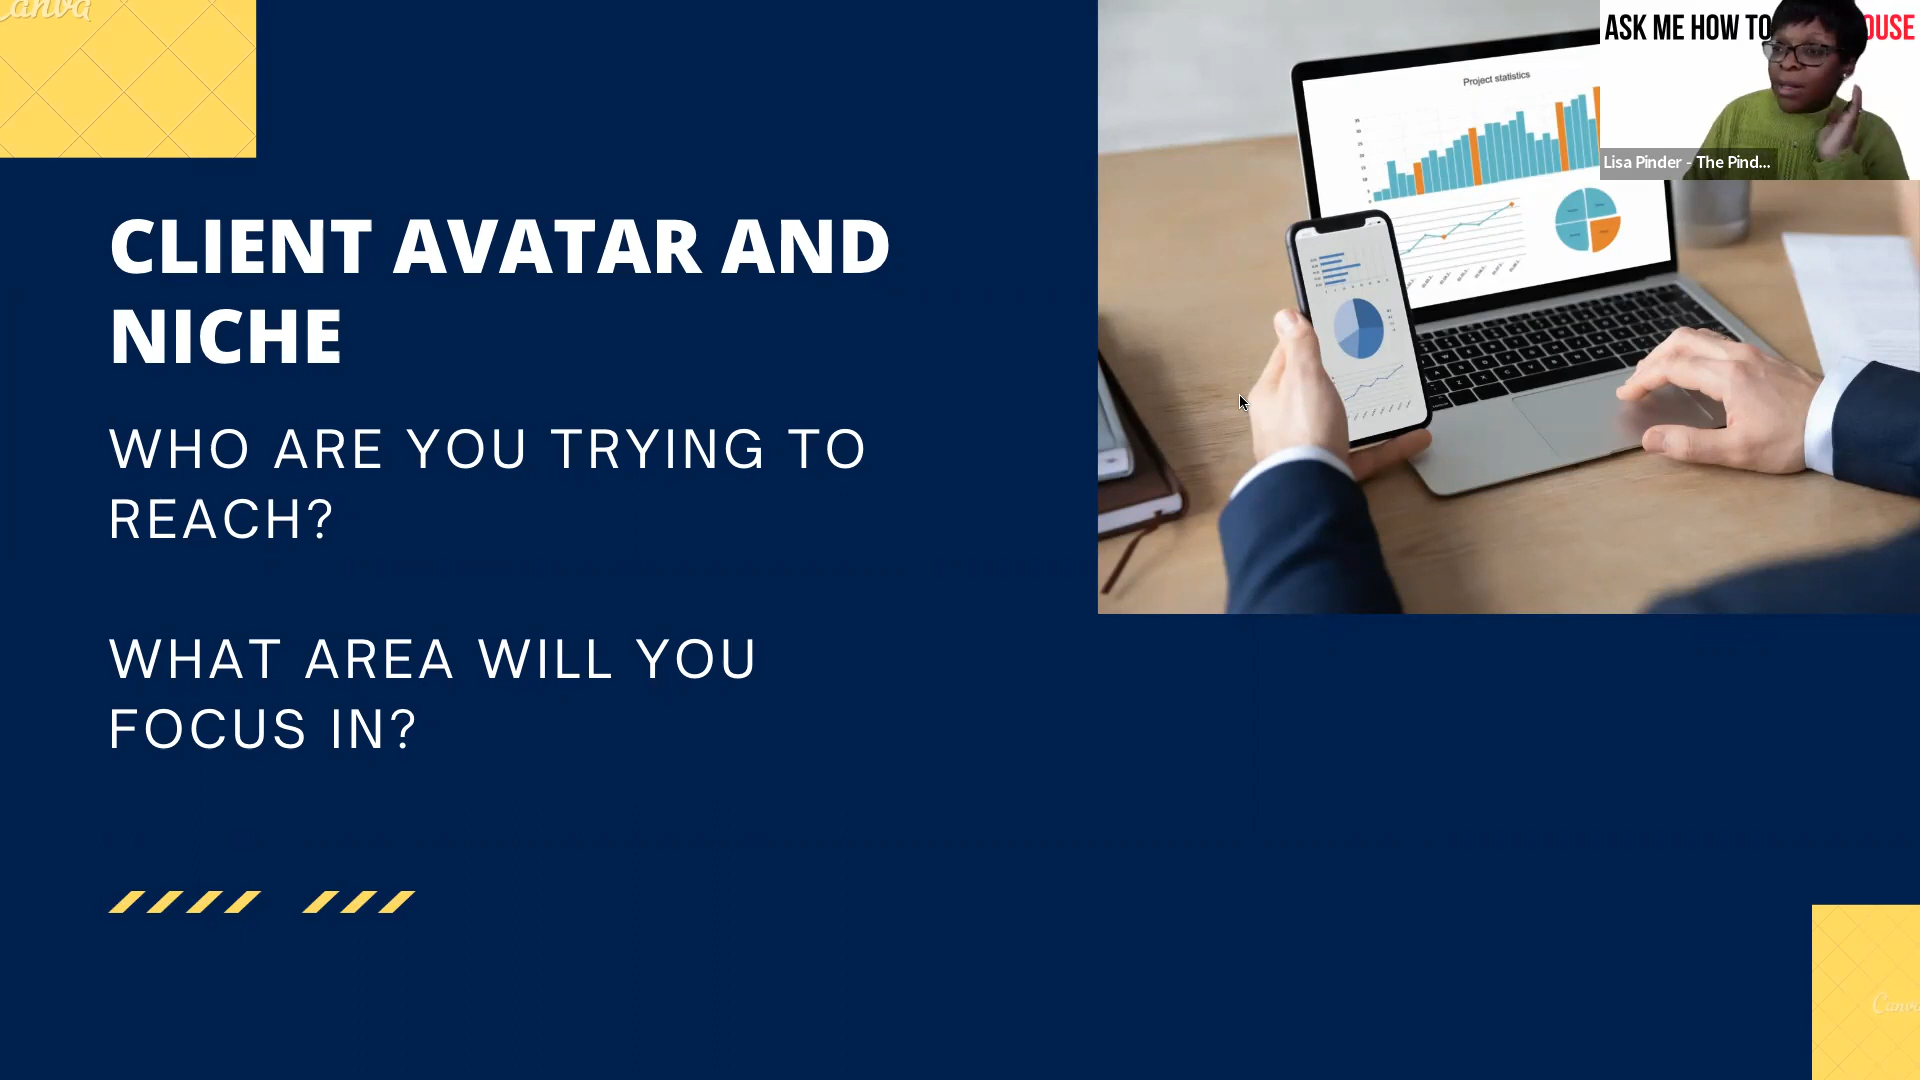 Canva
ASK ME HOW TO
OUSE
Project statistics
Lisa Pinder - The Pind...
CLIENT AVATAR AND
NICHE
WHO ARE YOU TRYING TO
REACH?
WHAT AREA WILL YOU
FOCUS IN?